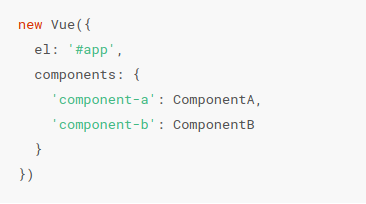 new Vue({
  el: '#app',
  components: {
    'component-a': ComponentA,
    'component-b': ComponentB
  }
})